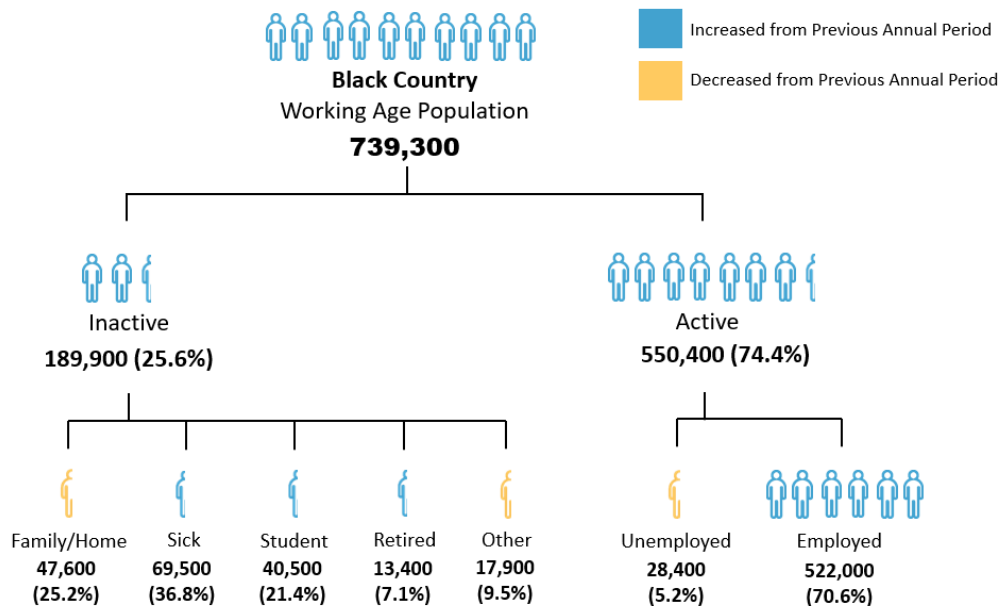 Increased from Previous Annual Period
Decreased from Previous Annual Period
Black Country
Working Age Population
739,300
Inactive
189,900 (25.6%)
Active
550,400 (74.4%)
Family/Home
47,600
(25.2%)
Sick
69,500
(36.8%)
Student
40,500
(21.4%)
Retired
13,400
(7.1%)
Other
17,900
(9.5%)
Unemployed
28,400
(5.2%)
Employed
522,000
(70.6%)